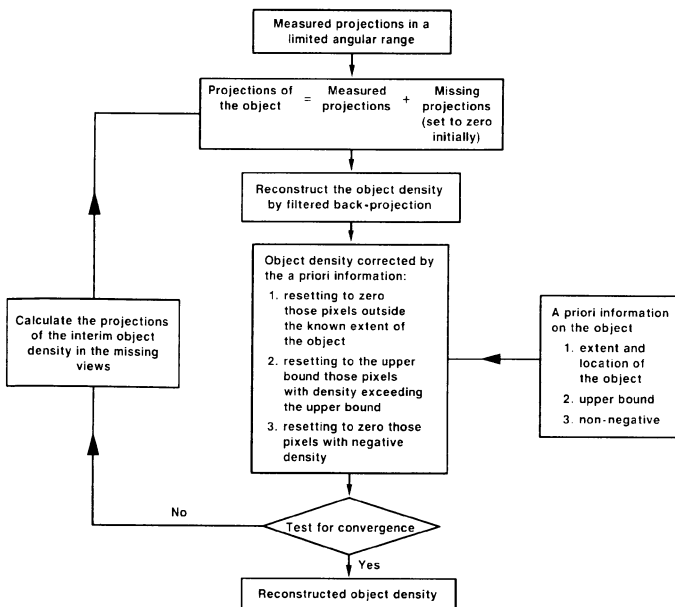 Measured projections in a
limited angular range
Projections of
the object
=
Measured
projections
+
Missing
projections
(set to zero
initially)
Reconstruct the object density
by filtered back-projection
Object density corrected by
the a priori information:
1. resetting to zero
those pixels outside
the known extent of
the object
2. resetting to the upper
bound those pixels
with density exceeding
the upper bound
3. resetting to zero those
pixels with negative
density
A priori information
on the object
1. extent and
location of
the object
2. upper bound
3. non-negative
Calculate the projections
of the interim object
density in the missing
views
No
Test for convergence
Yes
Reconstructed object density